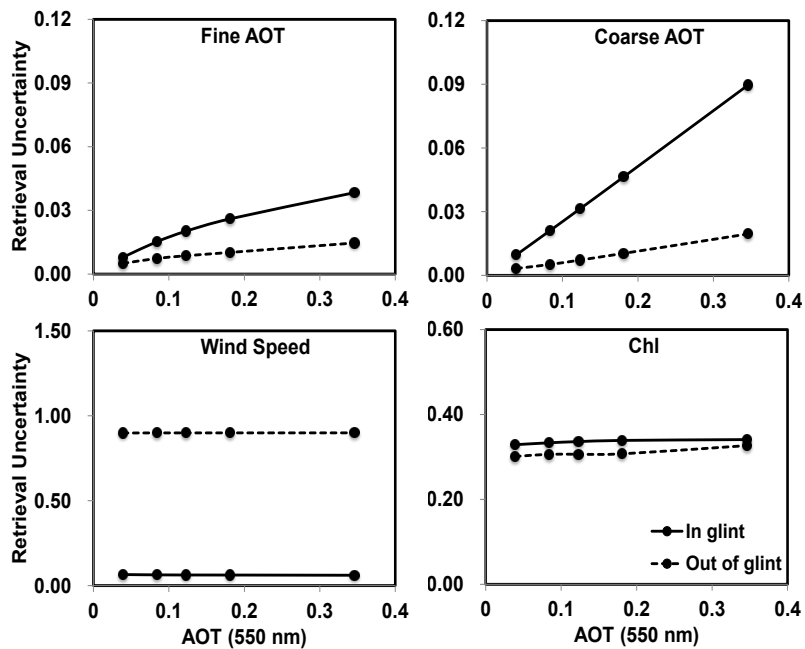 Fine AOT
Retrieval Uncertainty
0.12
0.09
0.06
0.03
0.00
0 0.1 0.2 0.3 0.4
Coarse AOT
0.12
0.09
0.06
0.03
0.00
0 0.1 0.2 0.3 0.4
Wind Speed
Retrieval Uncertainty
1.50
1.00
0.50
0.00
0 0.1 0.2 0.3 0.4
AOT (550 nm)
Chl
0.60
0.40
0.20
0.00
In glint
Out of glint
0 0.1 0.2 0.3 0.4
AOT (550 nm)